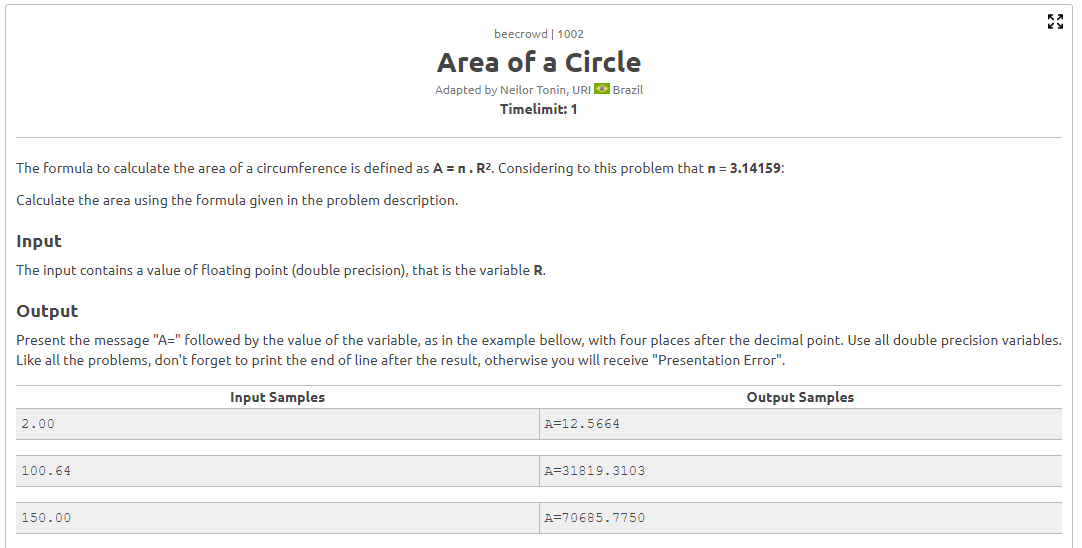 beecrowd | 1002
Area of a Circle
Adapted by Neilor Tonin, URI Brazil
Timelimit: 1
The formula to calculate the area of a circumference is defined as A = π . R². Considering to this problem that π = 3.14159:
Calculate the area using the formula given in the problem description.
Input
The input contains a value of floating point (double precision), that is the variable R.
Output
Present the message "A=" followed by the value of the variable, as in the example bellow, with four places after the decimal point. Use all double precision variables.
Like all the problems, don't forget to print the end of line after the result, otherwise you will receive "Presentation Error".
Input Samples Output Samples
2.00 A=12.5664
100.64 A=31819.3103
150.00 A=70685.7750